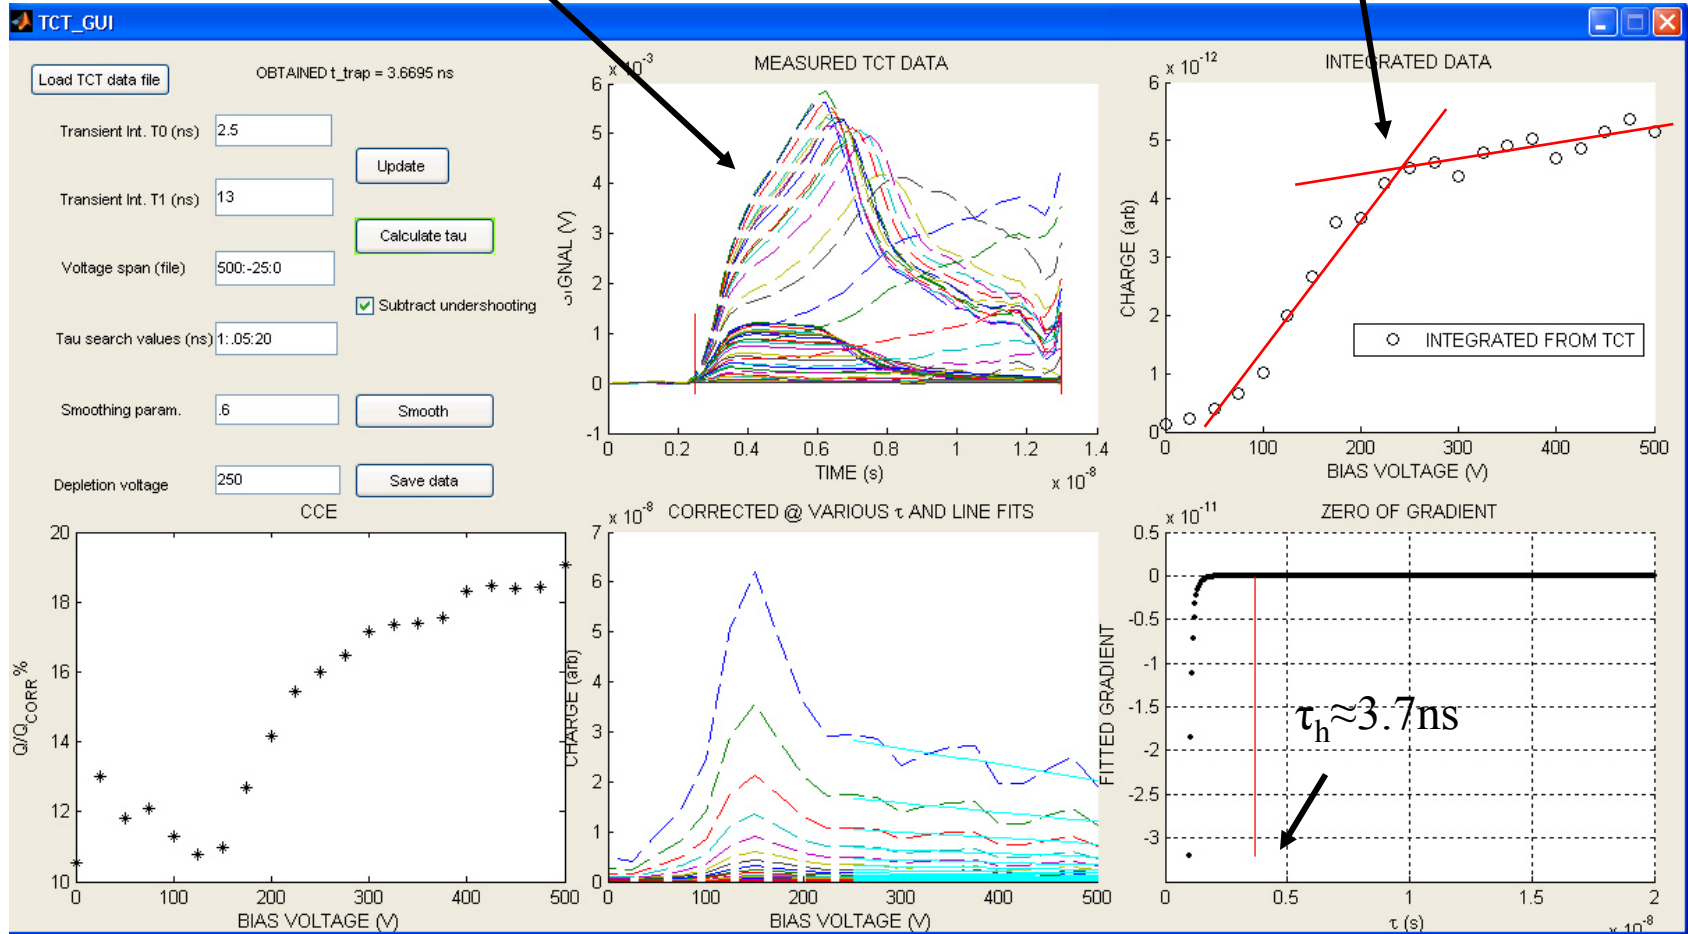 TCT_GUI
Load TCT data file
OBTAINED t_trap = 3.6695 ns
Transient Int. T0 (ns)
2.5
Update
Transient Int. T1 (ns)
13
Calculate tau
Voltage span (file)
500:-25:0
Subtract undershooting
Tau search values (ns)
1:.05:20
Smoothing param.
.6
Smooth
Depletion voltage
250
Save data
MEASURED TCT DATA
x 10^-3
6
5
4
3
2
1
0
-1
SIGNAL (V)
0 0.2 0.4 0.6 0.8 1 1.2 1.4
TIME (s)
x 10^-8
INTEGRATED DATA
x 10^-12
6
5
4
3
2
1
0
CHARGE (arb)
INTEGRATED FROM TCT
0 100 200 300 400 500
BIAS VOLTAGE (V)
CCE
20
18
16
14
12
10
Q/Q_CORR %
0 100 200 300 400 500
BIAS VOLTAGE (V)
CORRECTED @ VARIOUS τ AND LINE FITS
x 10^-8
7
6
5
4
3
2
1
0
CHARGE (arb)
0 100 200 300 400 500
BIAS VOLTAGE (V)
ZERO OF GRADIENT
x 10^-11
0.5
0
-0.5
-1
-1.5
-2
-2.5
-3
FITTED GRADIENT
τ_h≈3.7ns
0 0.5 1 1.5 2
τ (s)
x 10^-8